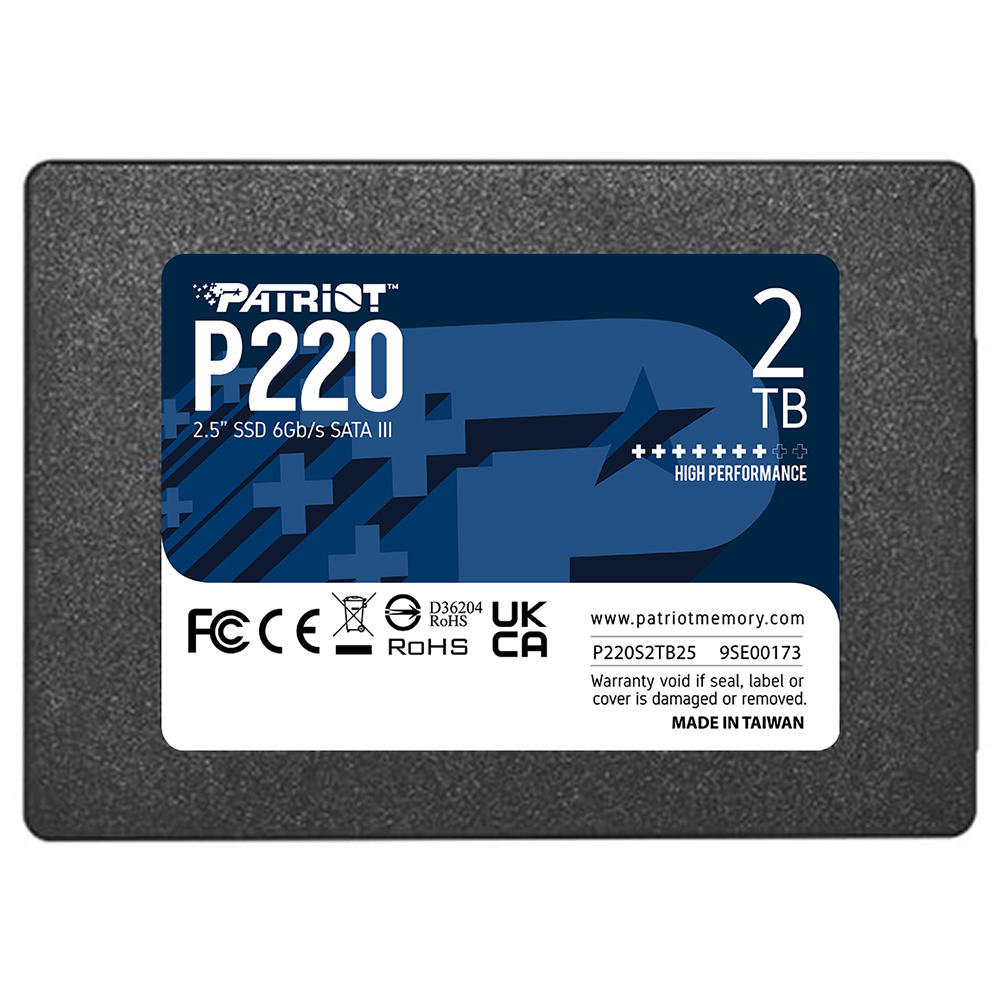 PATRIOT™
P220
2.5” SSD 6Gb/s SATA III
2
TB
HIGH PERFORMANCE
FC CE
D36204
RoHS
RoHS
UK
CA
www.patriotmemory.com
P220S2TB25 9SE00173
Warranty void if seal, label or
cover is damaged or removed.
MADE IN TAIWAN